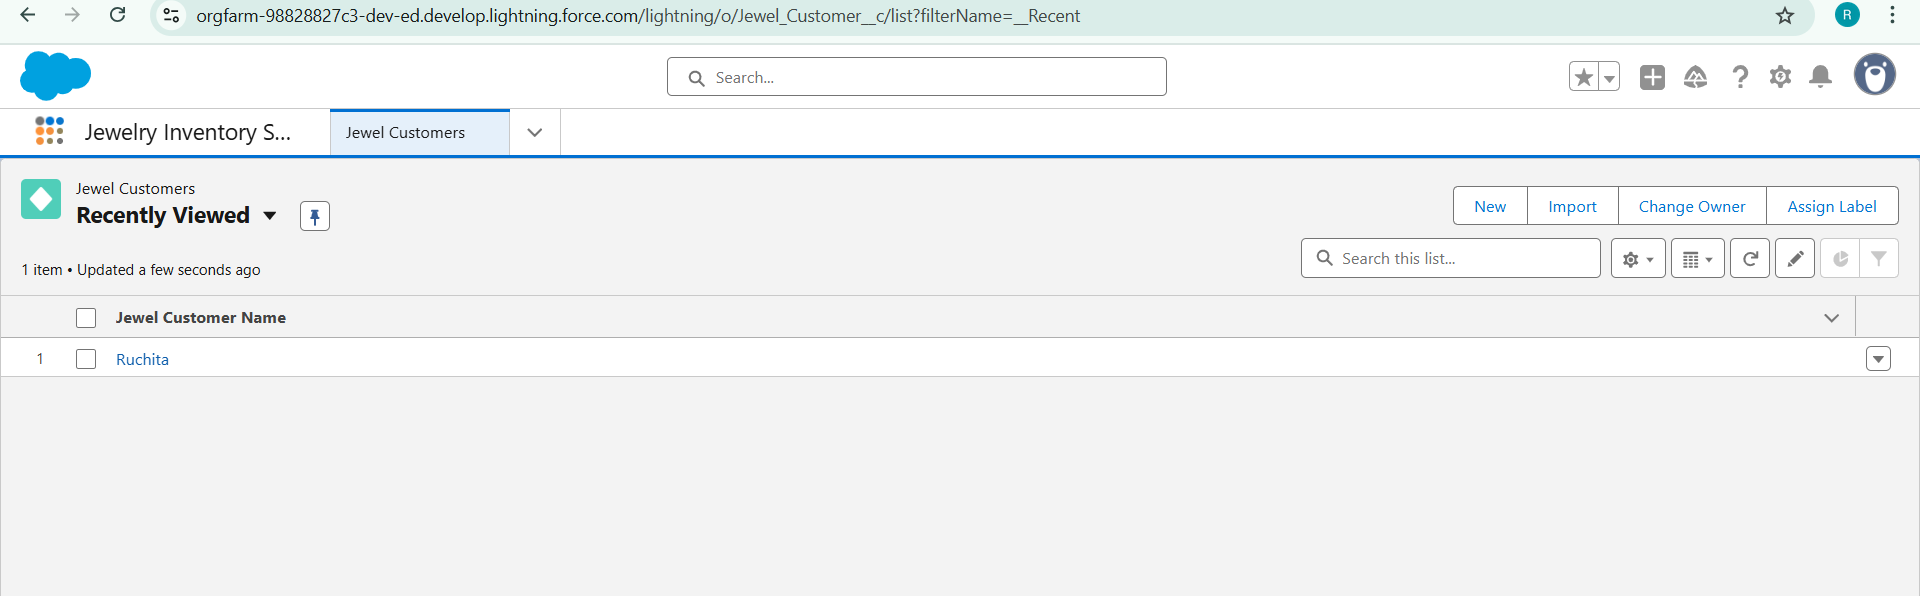 orgfarm-98828827c3-dev-ed.develop.lightning.force.com/lightning/o/Jewel_Customer__c/list?filterName=__Recent
R
Search...
Jewelry Inventory S...
Jewel Customers
Jewel Customers
Recently Viewed
New
Import
Change Owner
Assign Label
1 item • Updated a few seconds ago
Search this list...
Jewel Customer Name
1
Ruchita